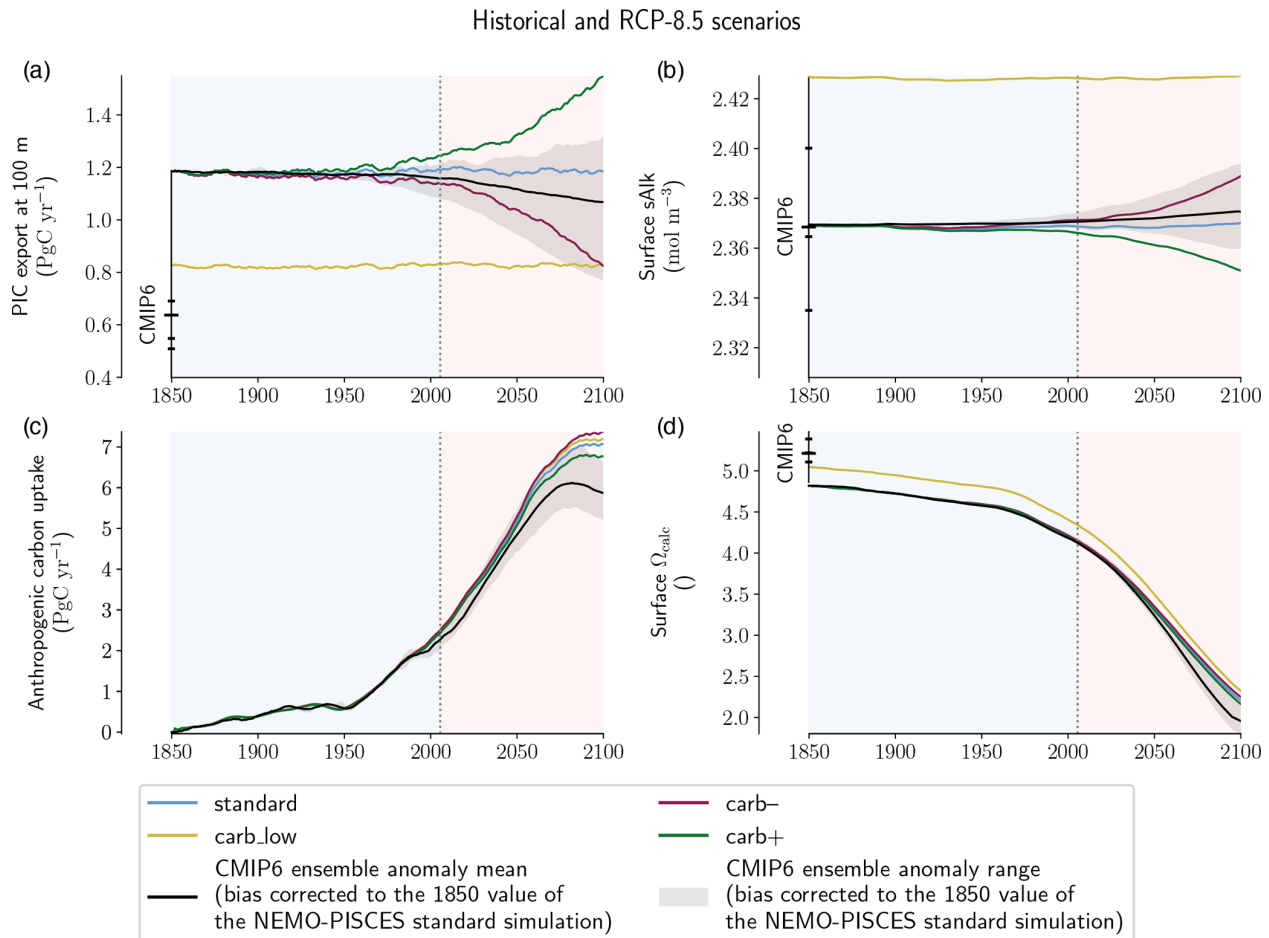 Historical and RCP-8.5 scenarios
(a)
PIC export at 100 m
(PgC yr⁻¹)
1.4
1.2
1.0
0.8
0.6
0.4
CMIP6
1850 1900 1950 2000 2050 2100
(b)
Surface sAlk
(mol m⁻³)
2.42
2.40
2.38
2.36
2.34
2.32
CMIP6
1850 1900 1950 2000 2050 2100
(c)
Anthropogenic carbon uptake
(PgC yr⁻¹)
7
6
5
4
3
2
1
0
1850 1900 1950 2000 2050 2100
(d)
Surface Ω_calc
()
CMIP6
5.0
4.5
4.0
3.5
3.0
2.5
2.0
1850 1900 1950 2000 2050 2100
standard
carb_low
CMIP6 ensemble anomaly mean
(bias corrected to the 1850 value of
the NEMO-PISCES standard simulation)
carb–
carb+
CMIP6 ensemble anomaly range
(bias corrected to the 1850 value of
the NEMO-PISCES standard simulation)